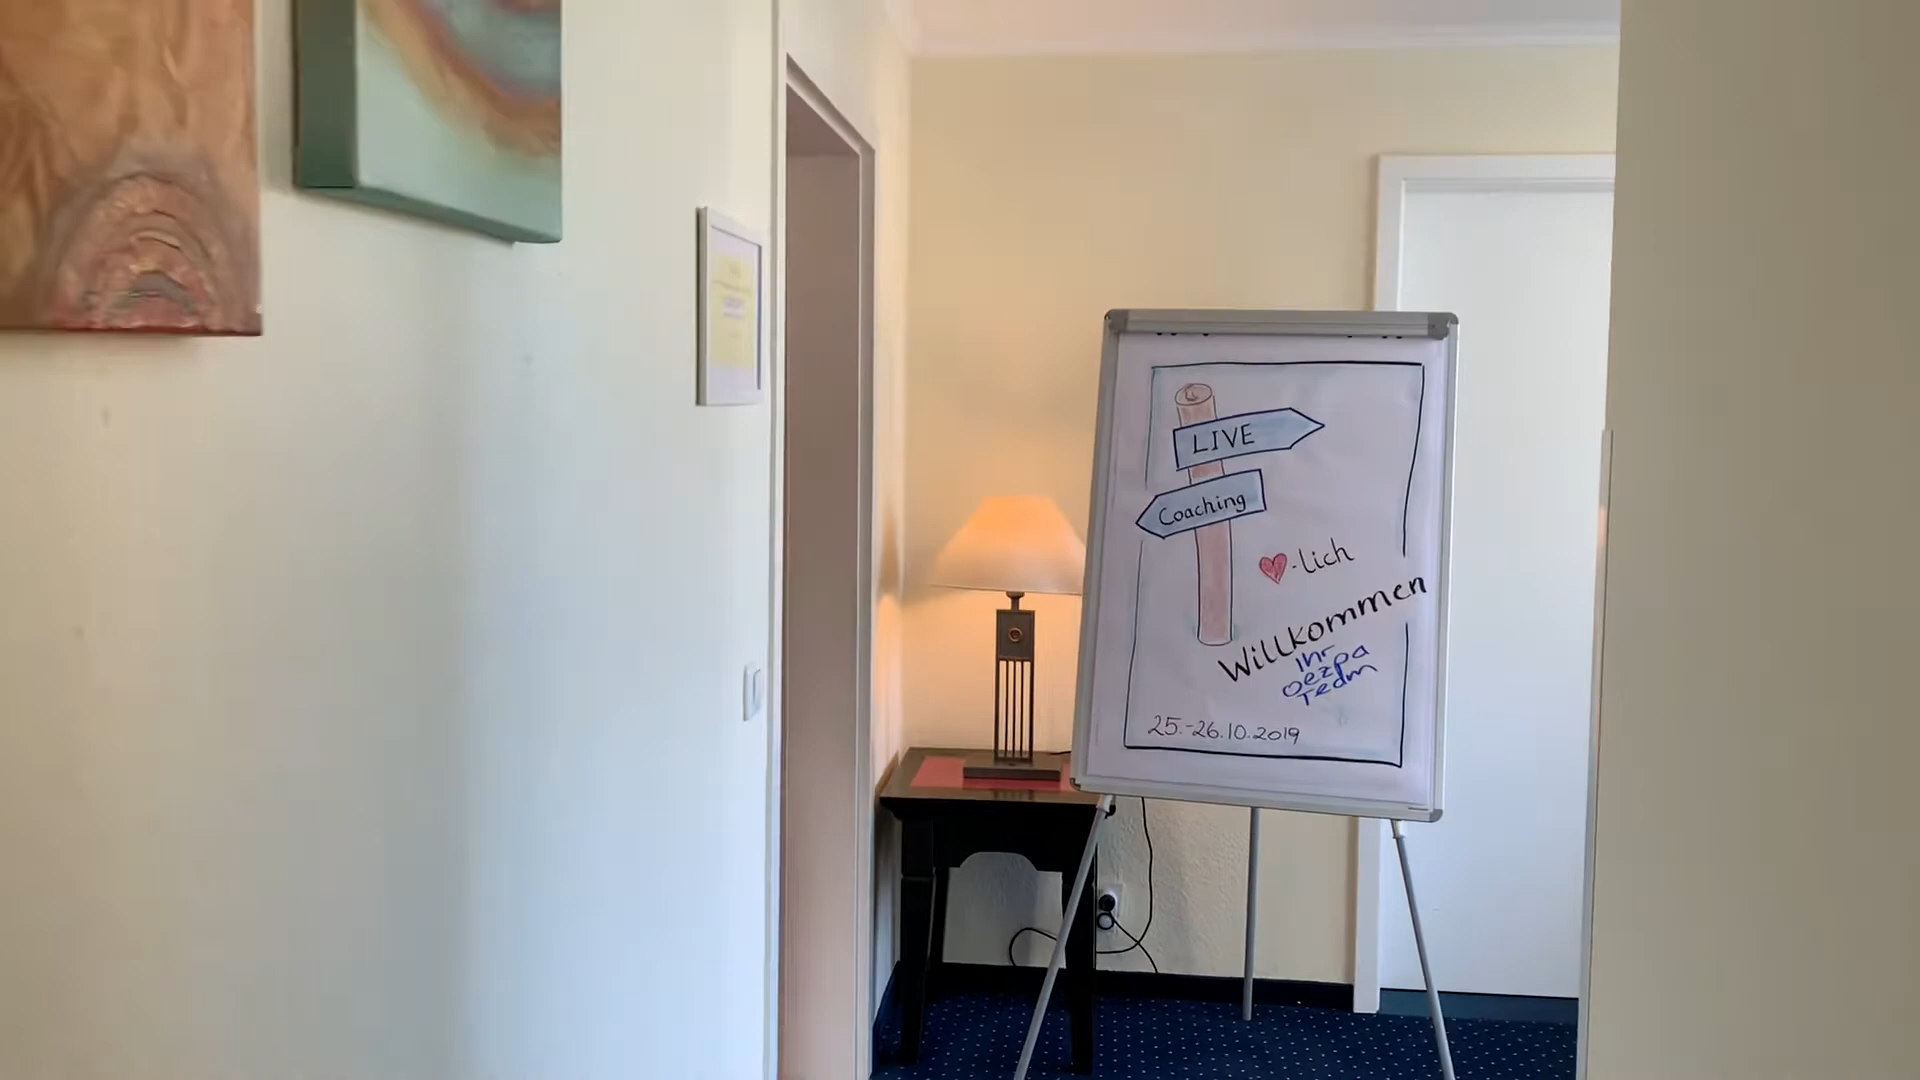 LIVE
Coaching
-lich
Willkommen
Ihr
oezpa
Team
25.-26.10.2019